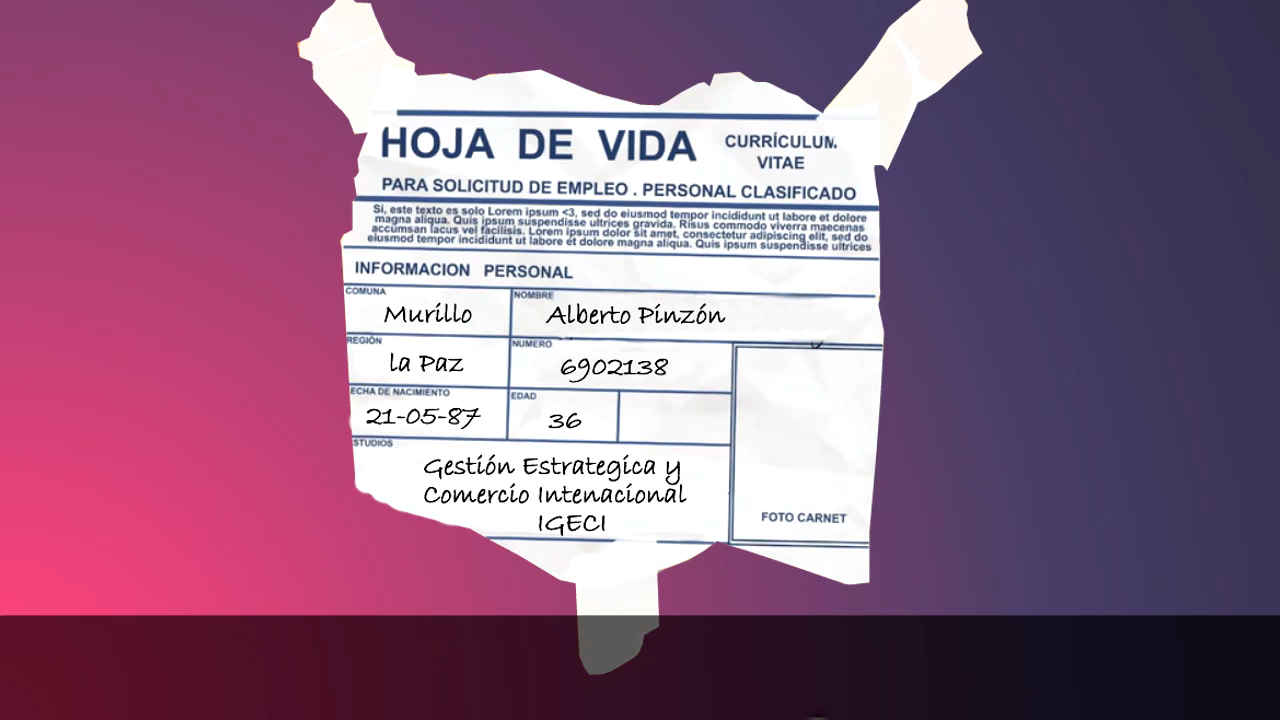 HOJA DE VIDA
CURRÍCULUM
VITAE
PARA SOLICITUD DE EMPLEO . PERSONAL CLASIFICADO
Si, este texto es solo Lorem ipsum <3, sed do eiusmod tempor incididunt ut labore et dolore
magna aliqua. Quis ipsum suspendisse ultrices gravida. Risus commodo viverra maecenas
accumsan lacus vel facilisis. Lorem ipsum dolor sit amet, consectetur adipiscing elit, sed do
eiusmod tempor incididunt ut labore et dolore magna aliqua. Quis ipsum suspendisse ultrices
INFORMACION PERSONAL
COMUNA
Murillo
NOMBRE
Alberto Pinzón
REGIÓN
la Paz
NUMERO
6902138
ECHA DE NACIMIENTO
21-05-87
EDAD
36
ESTUDIOS
Gestión Estrategica y
Comercio Intenacional
IGECI
FOTO CARNET